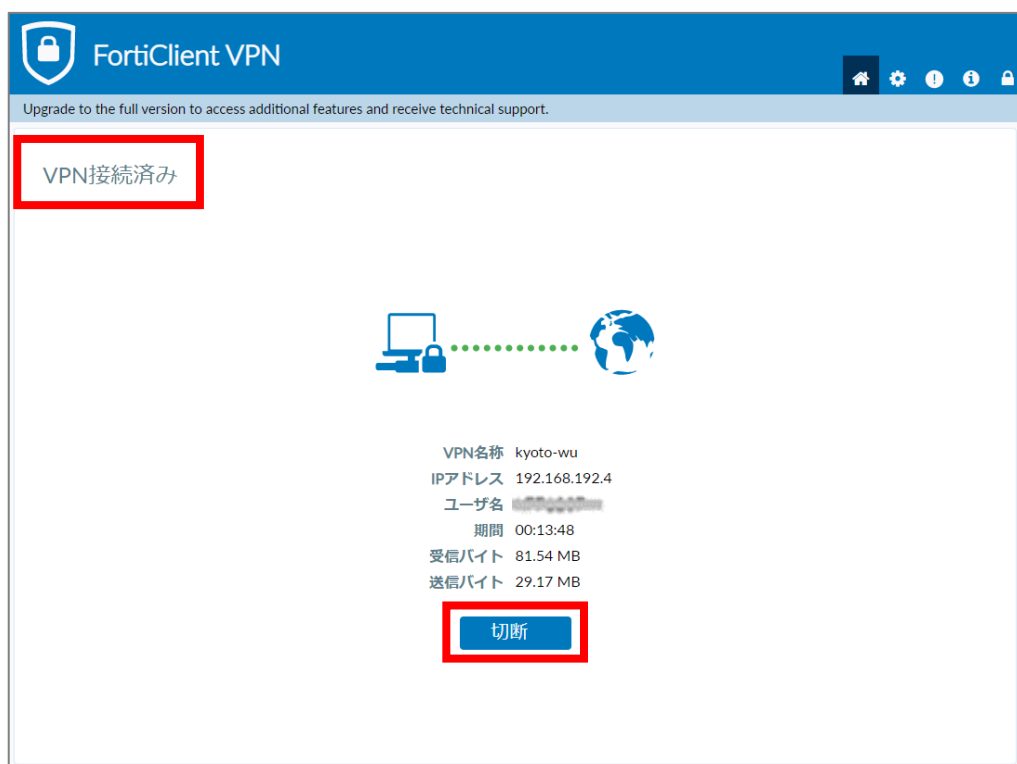 FortiClient VPN
Upgrade to the full version to access additional features and receive technical support.
VPN接続済み
VPN名称 kyoto-wu
IPアドレス 192.168.192.4
ユーザ名
期間 00:13:48
受信バイト 81.54 MB
送信バイト 29.17 MB
切断